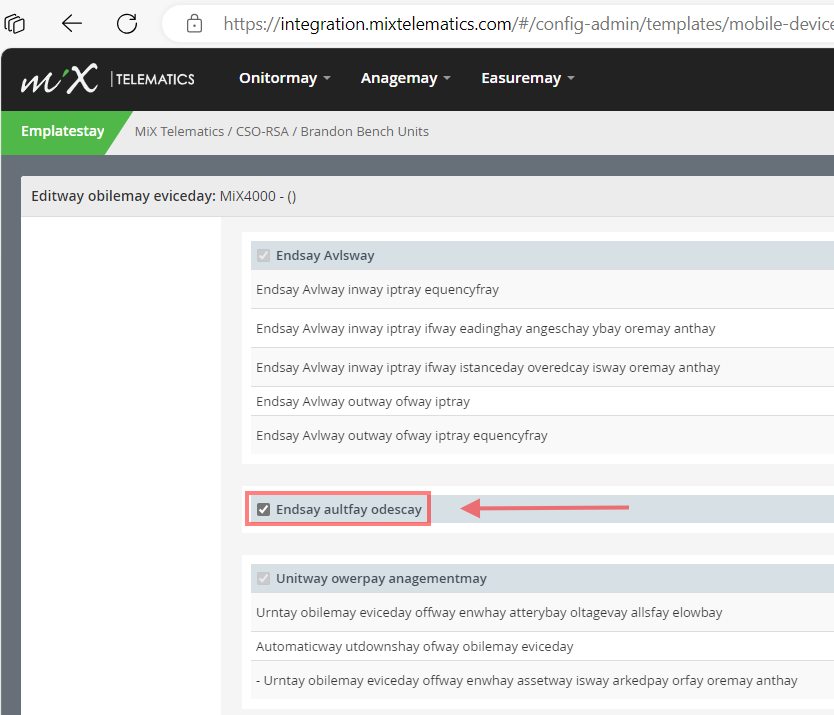 https://integration.mixtelematics.com/#/config-admin/templates/mobile-device
miX TELEMATICS Onitormay Anagemay Easuremay
Emplatestay MiX Telematics / CSO-RSA / Brandon Bench Units
Editway obilemay eviceday: MiX4000 - ()
Endsay Avlsway
Endsay Avlway inway iptray equencyfray
Endsay Avlway inway iptray ifway eadinghay angeschay ybay oremay anthay
Endsay Avlway inway iptray ifway istanceday overedcay isway oremay anthay
Endsay Avlway outway ofway iptray
Endsay Avlway outway ofway iptray equencyfray
Endsay aultfay odescay
Unitway owerpay anagementmay
Urntay obilemay eviceday offway enwhay atterybay oltagevay allsfay elowbay
Automaticway utdownshay ofway obilemay eviceday
- Urntay obilemay eviceday offway enwhay assetway isway arkedpay orfay oremay anthay